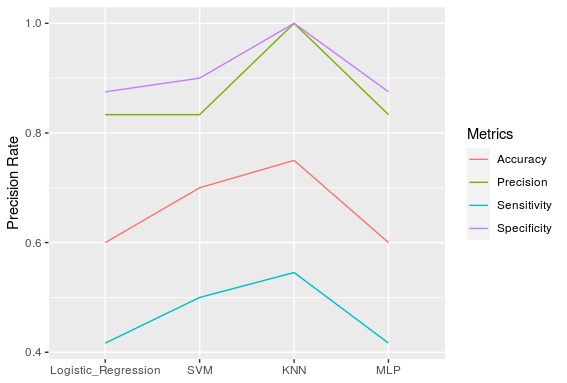 1.0
0.8
0.6
0.4
Precision Rate
Logistic_Regression
SVM
KNN
MLP
Metrics
Accuracy
Precision
Sensitivity
Specificity